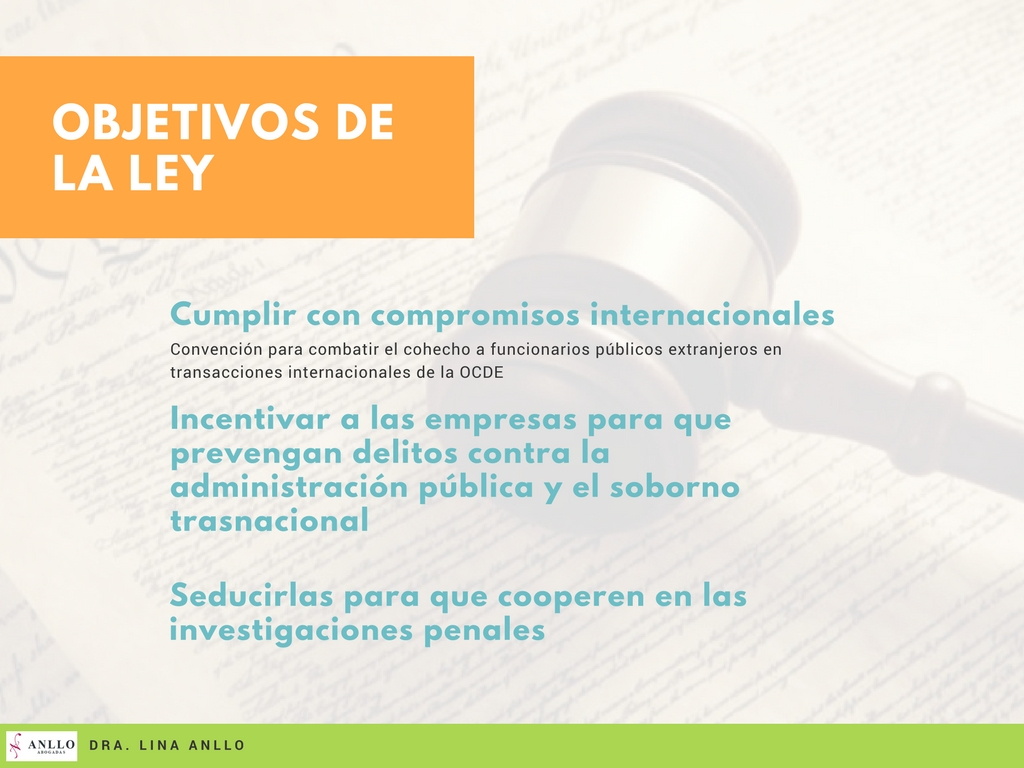 OBJETIVOS DE
LA LEY
Cumplir con compromisos internacionales
Convención para combatir el cohecho a funcionarios públicos extranjeros en
transacciones internacionales de la OCDE
Incentivar a las empresas para que
prevengan delitos contra la
administración pública y el soborno
trasnacional
Seducirlas para que cooperen en las
investigaciones penales
ANLLO
ABOGADAS
DRA. LINA ANLLO